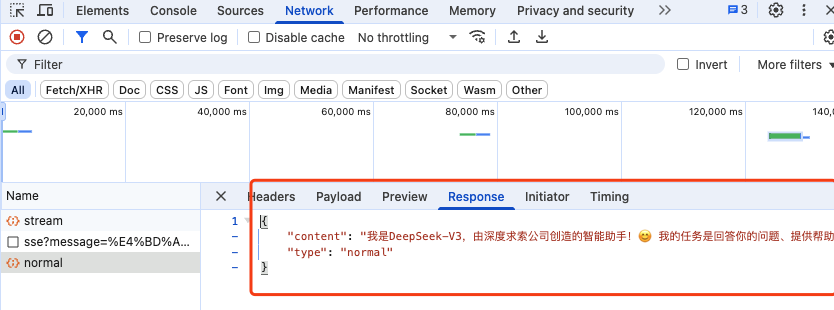 Elements Console Sources Network Performance Memory Privacy and security 3
Preserve log Disable cache No throttling
Filter Invert More filters
All Fetch/XHR Doc CSS JS Font Img Media Manifest Socket Wasm Other
20,000 ms 40,000 ms 60,000 ms 80,000 ms 100,000 ms 120,000 ms 140,0
Name Headers Payload Preview Response Initiator Timing
stream
sse?message=%E4%BD%A...
normal
1 {
– "content": "我是DeepSeek-V3，由深度求索公司创造的智能助手！😊 我的任务是回答你的问题、提供帮助
– "type": "normal"
– }